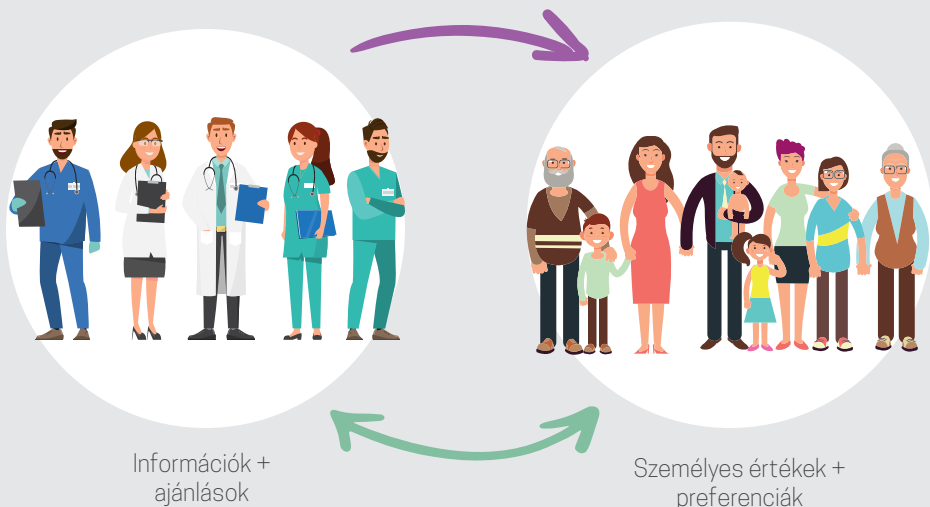 Információk +
ajánlások
Személyes értékek +
preferenciák